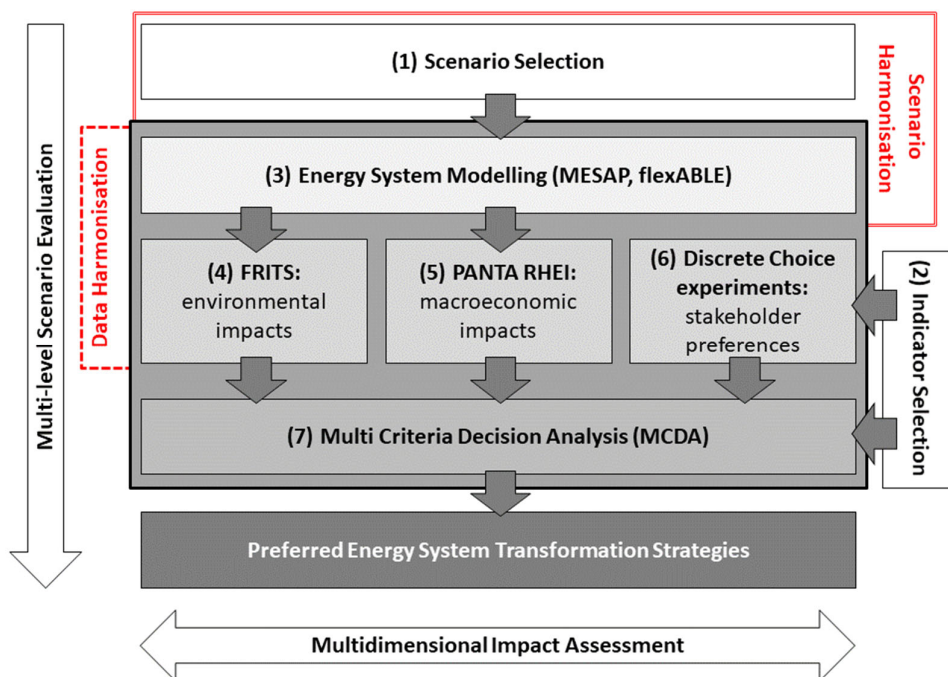 (1) Scenario Selection
Scenario
Harmonisation
Multi-level Scenario Evaluation
Data Harmonisation
(3) Energy System Modelling (MESAP, flexABLE)
(4) FRITS:
environmental
impacts
(5) PANTA RHEI:
macroeconomic
impacts
(6) Discrete Choice
experiments:
stakeholder
preferences
(2) Indicator Selection
(7) Multi Criteria Decision Analysis (MCDA)
Preferred Energy System Transformation Strategies
Multidimensional Impact Assessment